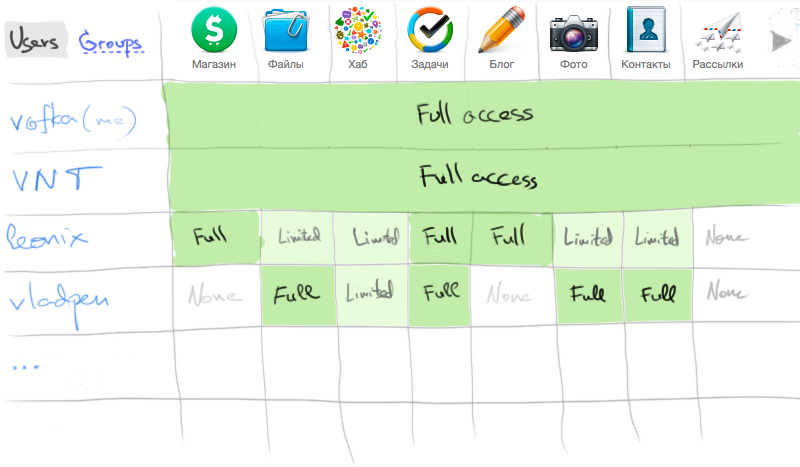 Users Groups
Магазин Файлы Хаб Задачи Блог Фото Контакты Рассылки
vofka (me) Full access
VNT Full access
leonix Full Limited Limited Full Full Limited Limited None
vladpen None Full Limited Full None Full Full None
...